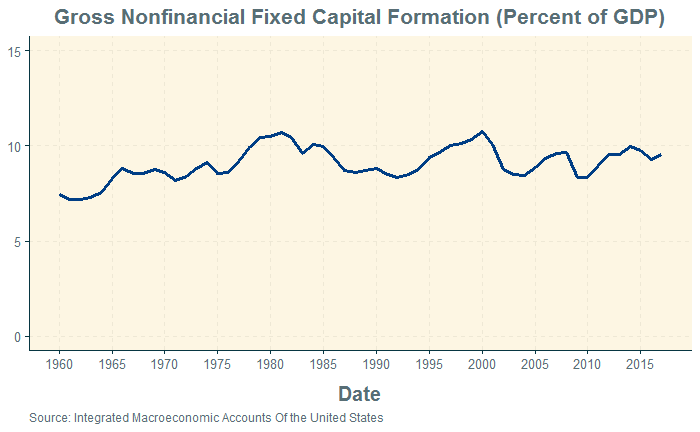 Gross Nonfinancial Fixed Capital Formation (Percent of GDP)
15
10
5
0
1960 1965 1970 1975 1980 1985 1990 1995 2000 2005 2010 2015
Date
Source: Integrated Macroeconomic Accounts Of the United States